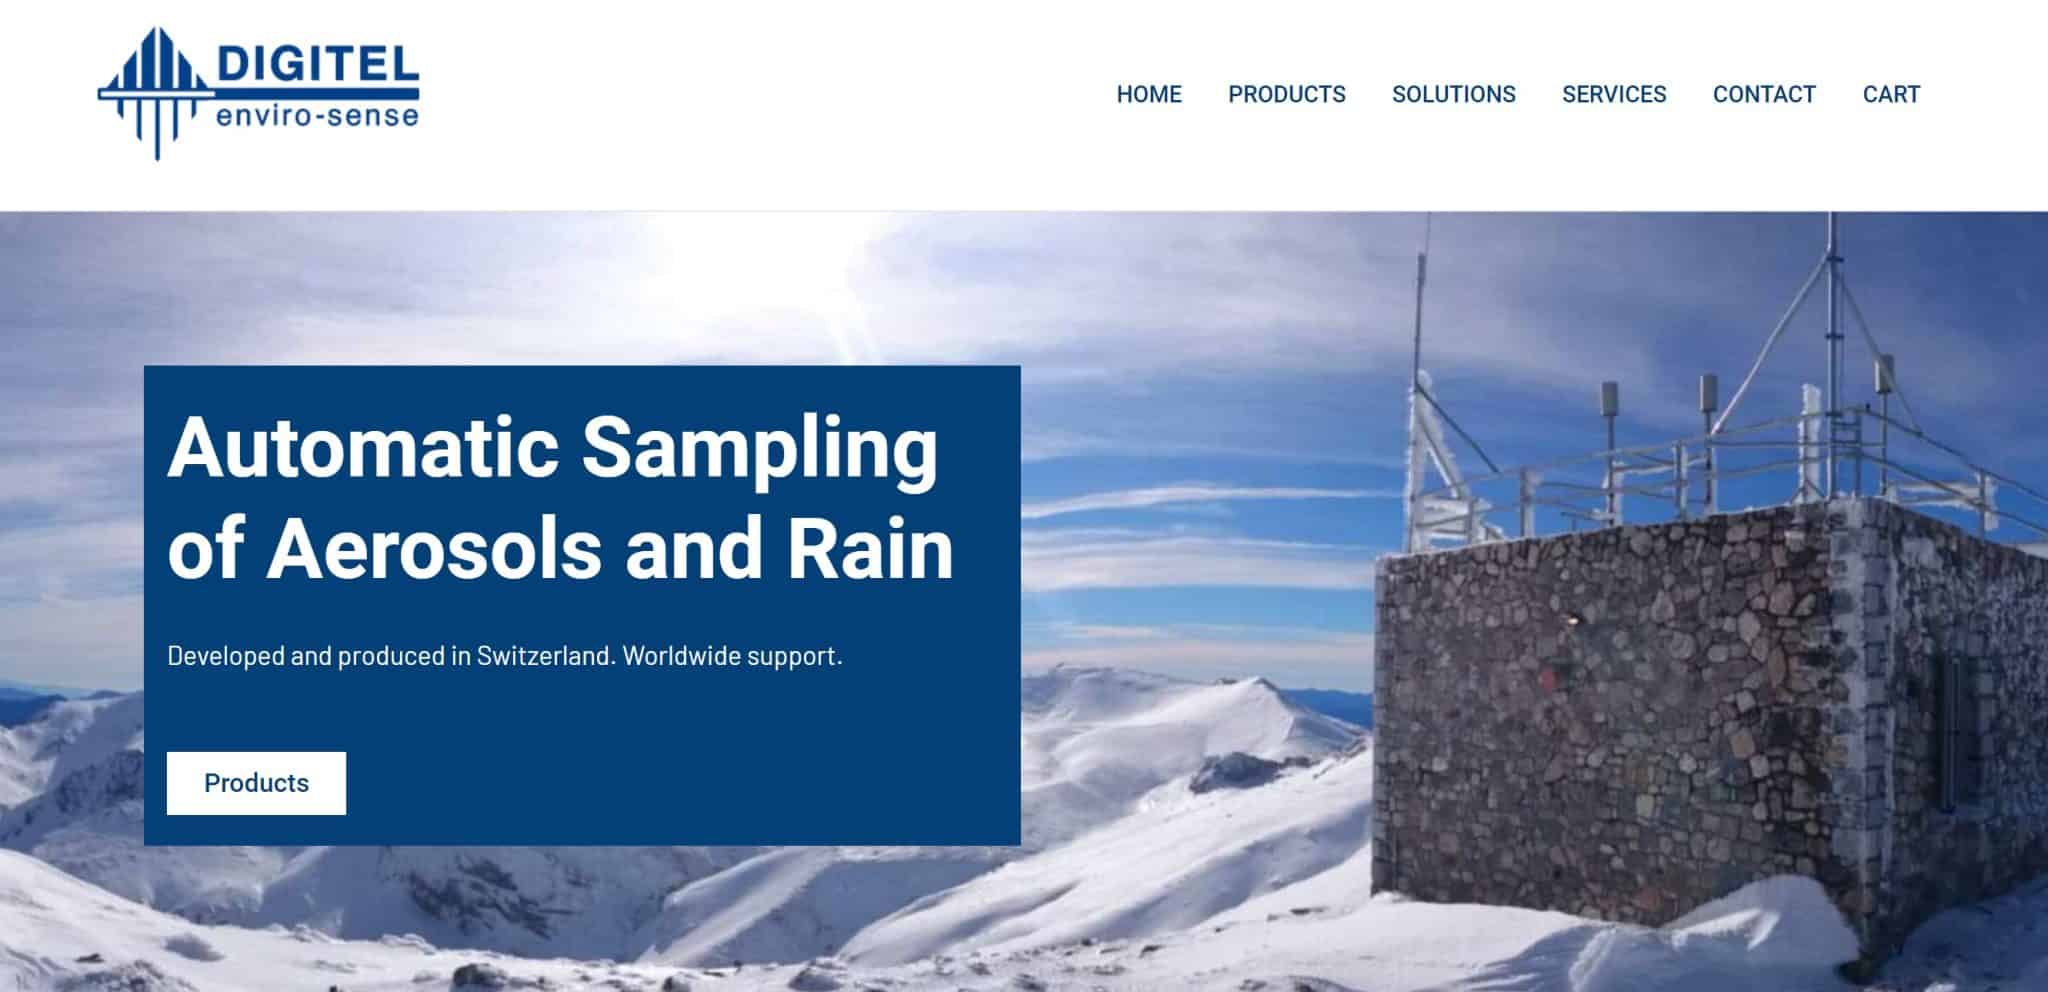 DIGITEL
enviro-sense
HOME PRODUCTS SOLUTIONS SERVICES CONTACT CART
Automatic Sampling
of Aerosols and Rain
Developed and produced in Switzerland. Worldwide support.
Products